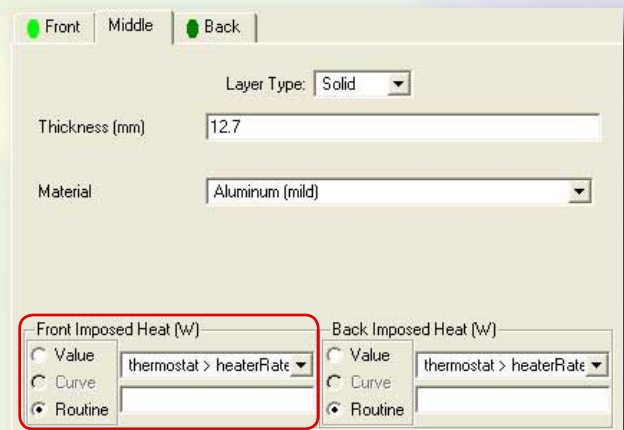 Front Middle Back
Layer Type: Solid
Thickness (mm) 12.7
Material Aluminum (mild)
Front Imposed Heat (W)
Value
Curve
Routine
thermostat > heaterRate
Back Imposed Heat (W)
Value
Curve
Routine
thermostat > heaterRate